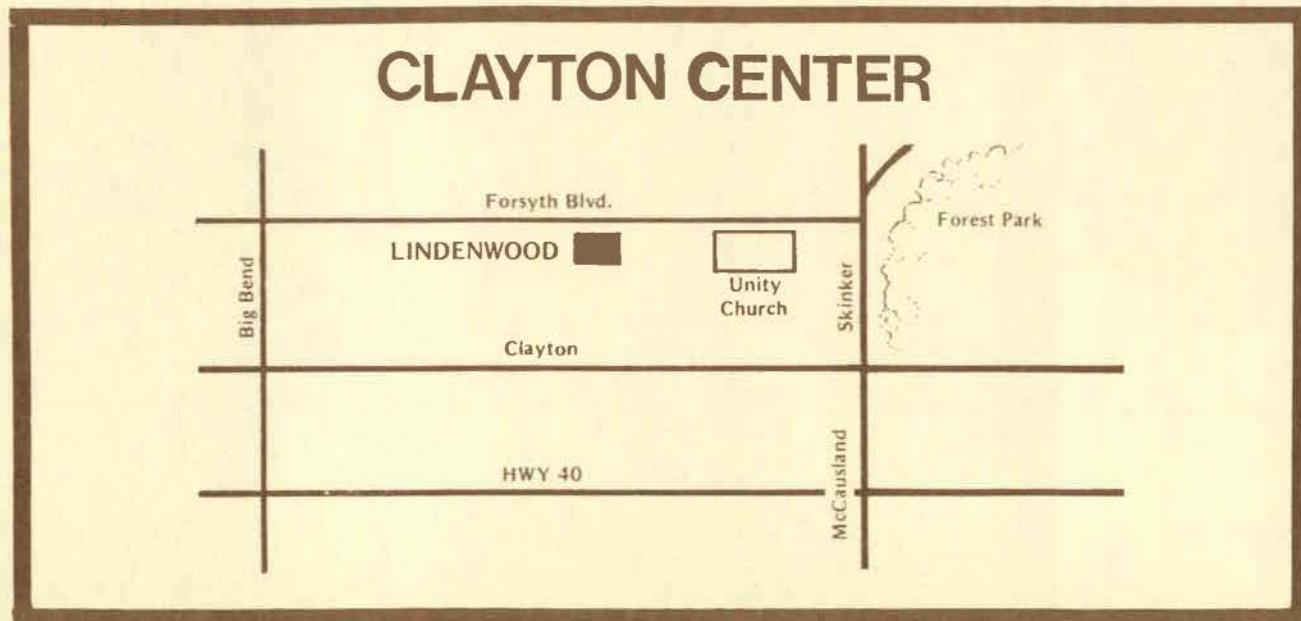 CLAYTON CENTER
Forsyth Blvd.
Forest Park
LINDENWOOD
Unity
Church
Big Bend
Skinker
Clayton
HWY 40
McCausland